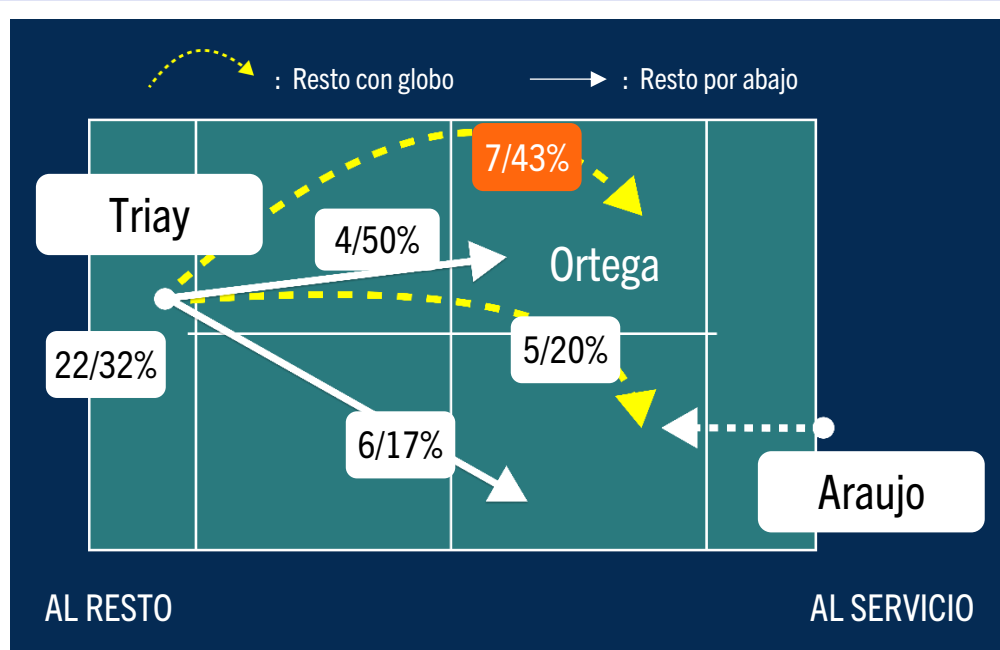 : Resto con globo
: Resto por abajo
7/43%
Triay
4/50%
Ortega
5/20%
22/32%
6/17%
Araujo
AL RESTO
AL SERVICIO